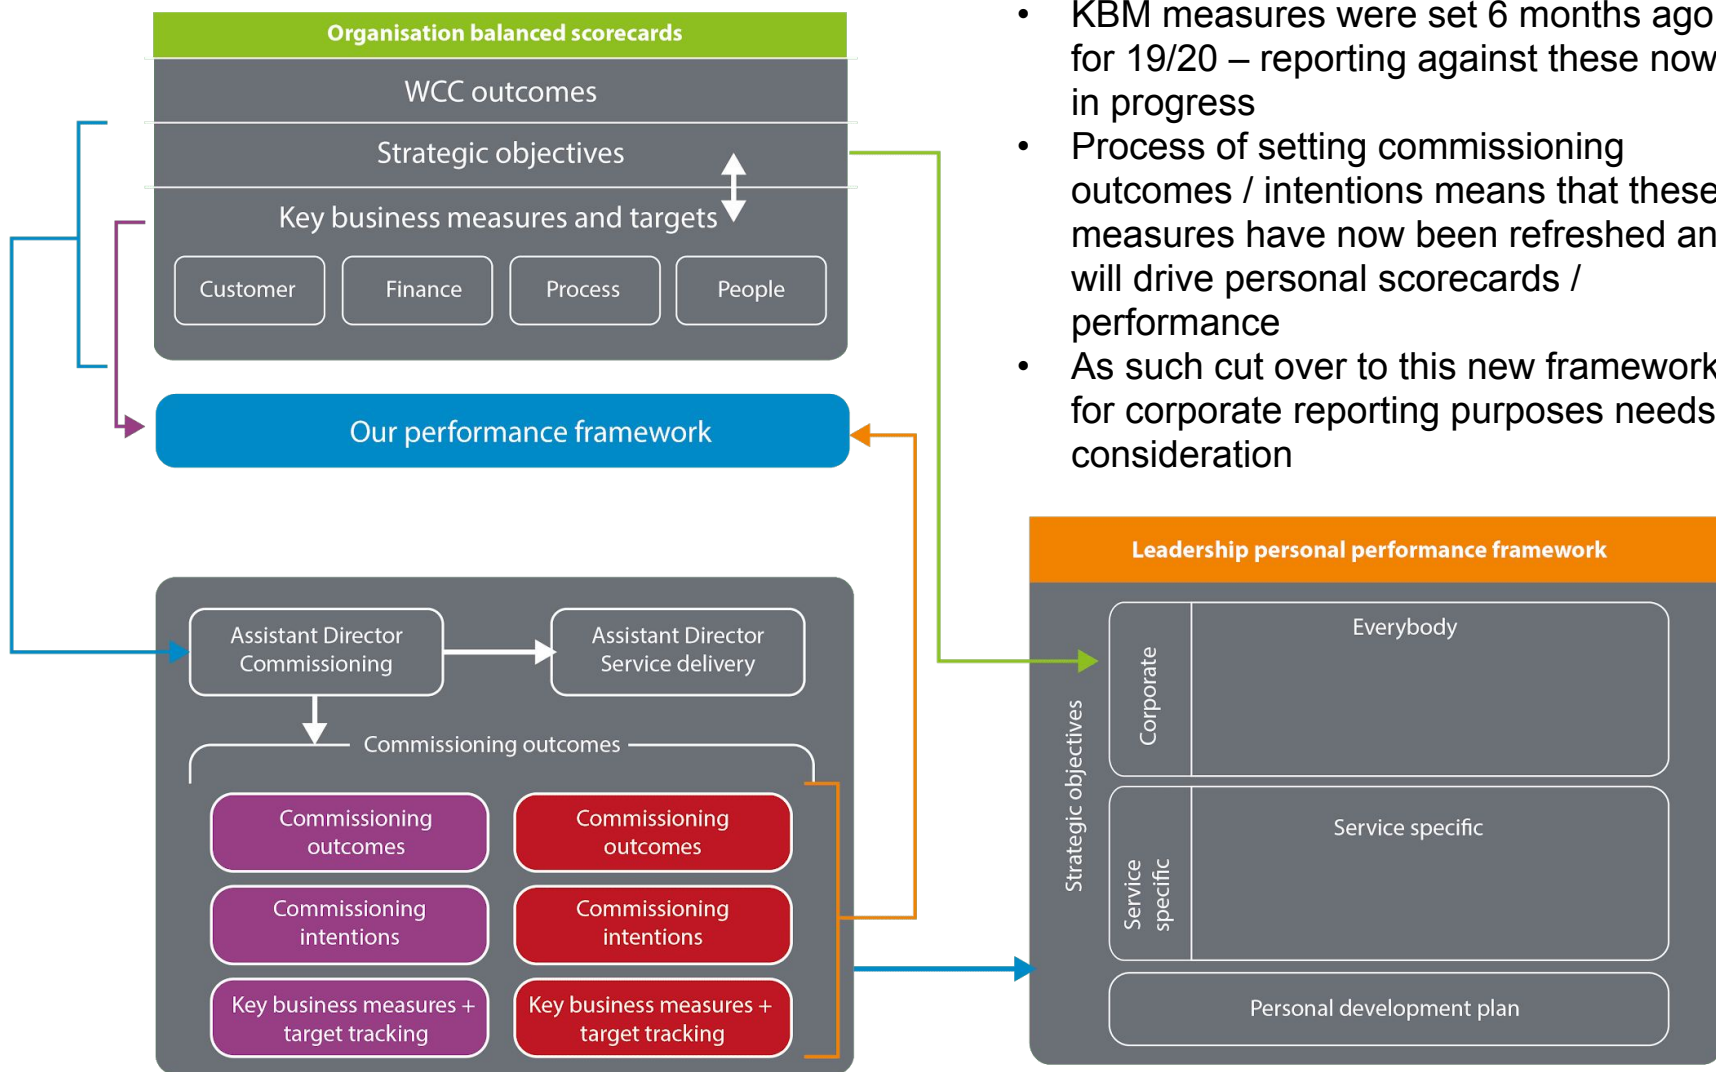 Organisation balanced scorecards
WCC outcomes
Strategic objectives
Key business measures and targets
Customer
Finance
Process
People
Our performance framework
• KBM measures were set 6 months ago
for 19/20 – reporting against these now
in progress
• Process of setting commissioning
outcomes / intentions means that these
measures have now been refreshed an
will drive personal scorecards /
performance
• As such cut over to this new framework
for corporate reporting purposes needs
consideration
Assistant Director
Commissioning
Assistant Director
Service delivery
Commissioning outcomes
Commissioning
outcomes
Commissioning
outcomes
Commissioning
intentions
Commissioning
intentions
Key business measures +
target tracking
Key business measures +
target tracking
Leadership personal performance framework
Strategic objectives
Corporate
Everybody
Service
specific
Service specific
Personal development plan